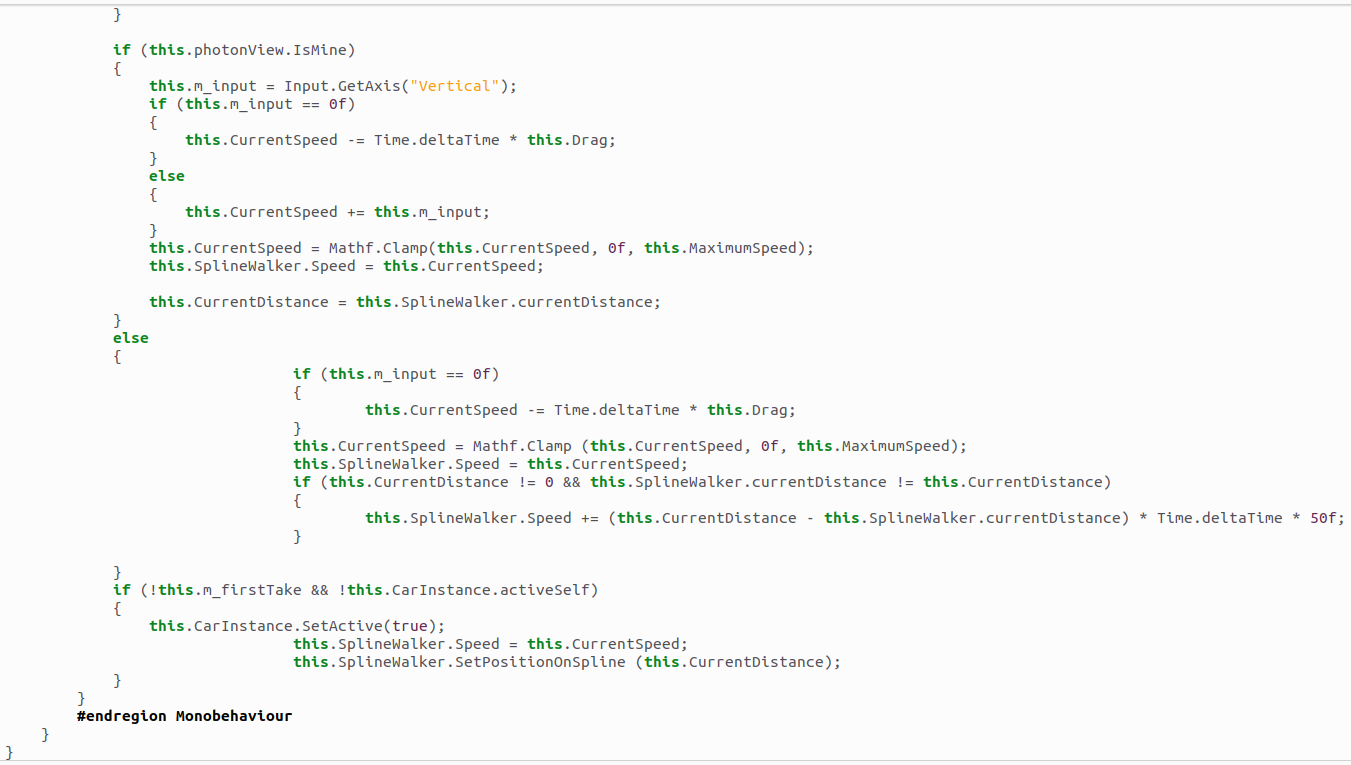 }
if (this.photonView.IsMine)
{
this.m_input = Input.GetAxis("Vertical");
if (this.m_input == 0f)
{
this.CurrentSpeed -= Time.deltaTime * this.Drag;
}
else
{
this.CurrentSpeed += this.m_input;
}
this.CurrentSpeed = Mathf.Clamp(this.CurrentSpeed, 0f, this.MaximumSpeed);
this.SplineWalker.Speed = this.CurrentSpeed;
this.CurrentDistance = this.SplineWalker.currentDistance;
}
else
{
if (this.m_input == 0f)
{
this.CurrentSpeed -= Time.deltaTime * this.Drag;
}
this.CurrentSpeed = Mathf.Clamp (this.CurrentSpeed, 0f, this.MaximumSpeed);
this.SplineWalker.Speed = this.CurrentSpeed;
if (this.CurrentDistance != 0 && this.SplineWalker.currentDistance != this.CurrentDistance)
{
this.SplineWalker.Speed += (this.CurrentDistance - this.SplineWalker.currentDistance) * Time.deltaTime * 50f;
}
}
if (!this.m_firstTake && !this.CarInstance.activeSelf)
{
this.CarInstance.SetActive(true);
this.SplineWalker.Speed = this.CurrentSpeed;
this.SplineWalker.SetPositionOnSpline (this.CurrentDistance);
}
}
#endregion Monobehaviour
}
}